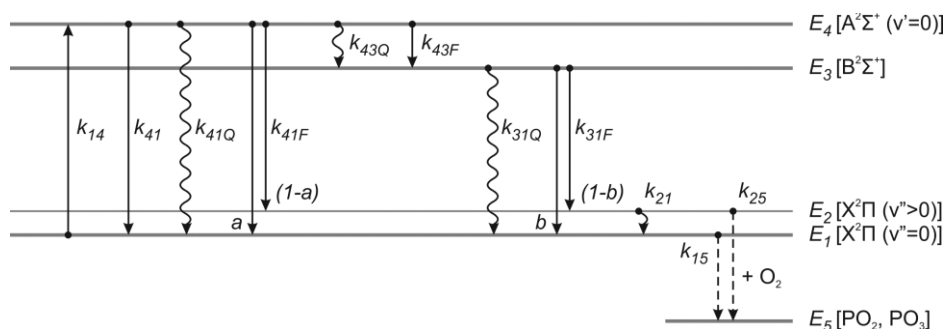 E₄ [A²Σ⁺ (v'=0)]
k₄₃Q k₄₃F
E₃ [B²Σ⁺]
k₁₄ k₄₁ k₄₁Q k₄₁F k₃₁Q k₃₁F
(1-a) (1-b) k₂₁ k₂₅
E₂ [X²Π (v''>0)]
a b
E₁ [X²Π (v''=0)]
k₁₅
+ O₂
E₅ [PO₂, PO₃]